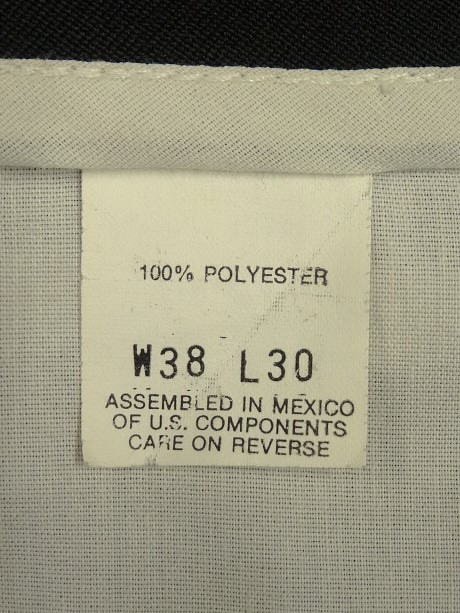 100% POLYESTER
W38 L30
ASSEMBLED IN MEXICO
OF U.S. COMPONENTS
CARE ON REVERSE